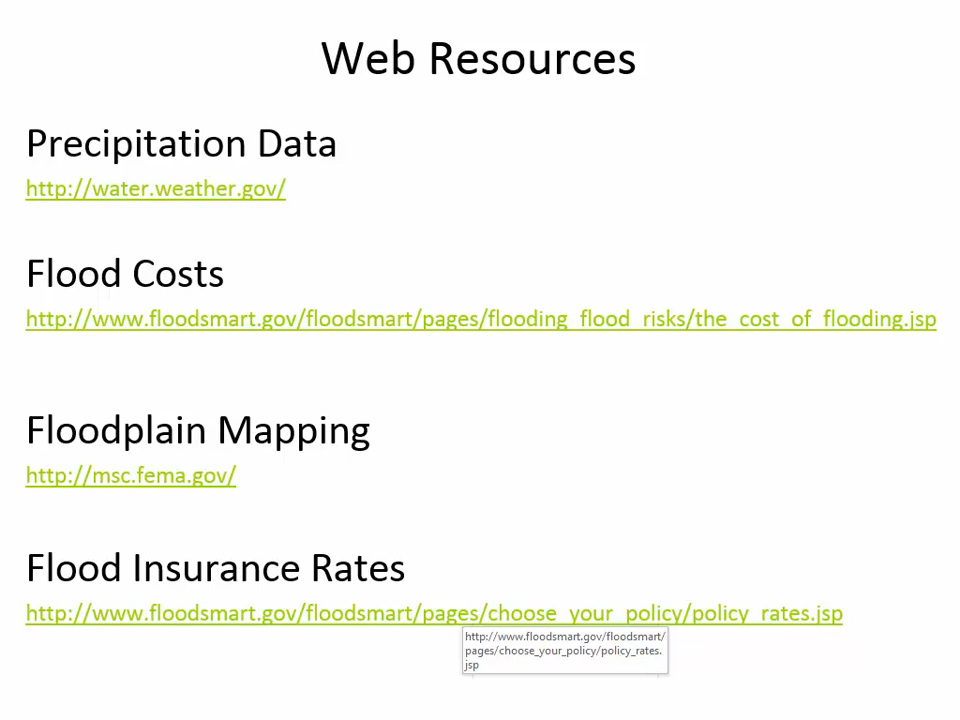 Web Resources
Precipitation Data
http://water.weather.gov/
Flood Costs
http://www.floodsmart.gov/floodsmart/pages/flooding_flood_risks/the_cost_of_flooding.jsp
Floodplain Mapping
http://msc.fema.gov/
Flood Insurance Rates
http://www.floodsmart.gov/floodsmart/pages/choose_your_policy/policy_rates.jsp
http://www.floodsmart.gov/floodsmart/
pages/choose_your_policy/policy_rates.
jsp